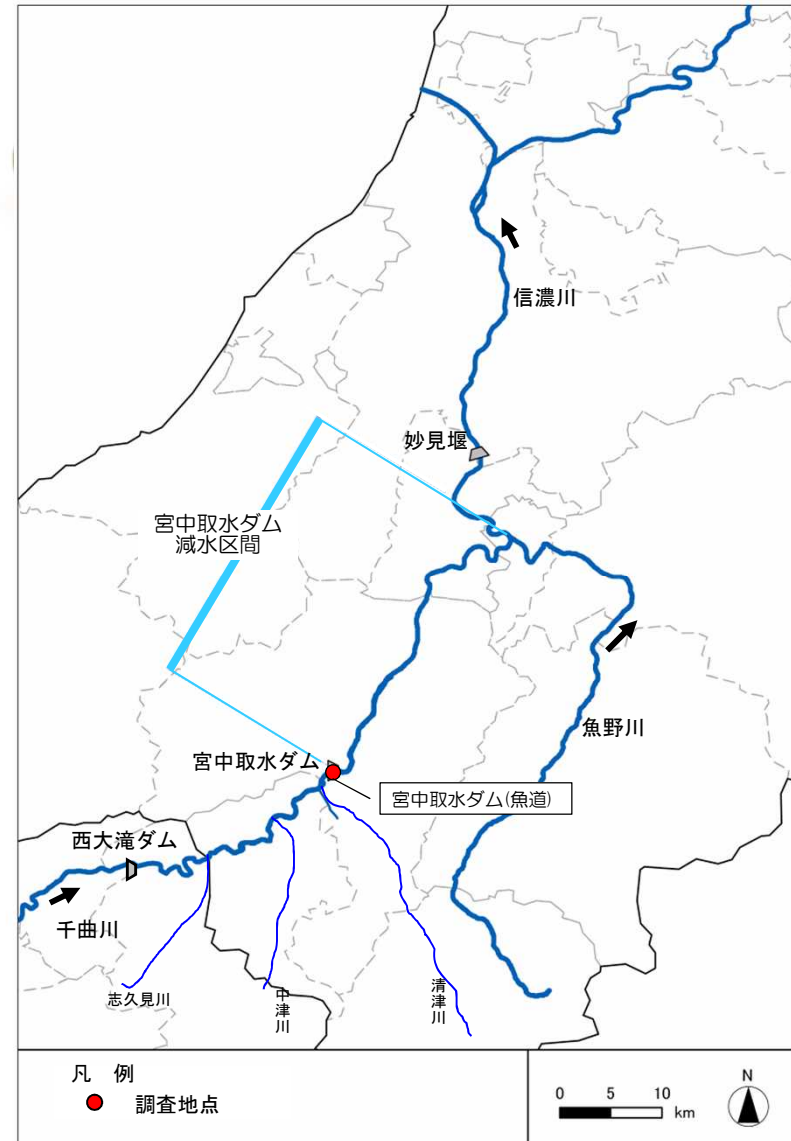 信濃川
妙見堰
宮中取水ダム
減水区間
魚野川
宮中取水ダム
宮中取水ダム(魚道)
西大滝ダム
千曲川
志久見川
中津川
清津川
凡 例
調査地点
0 5 10
km
N